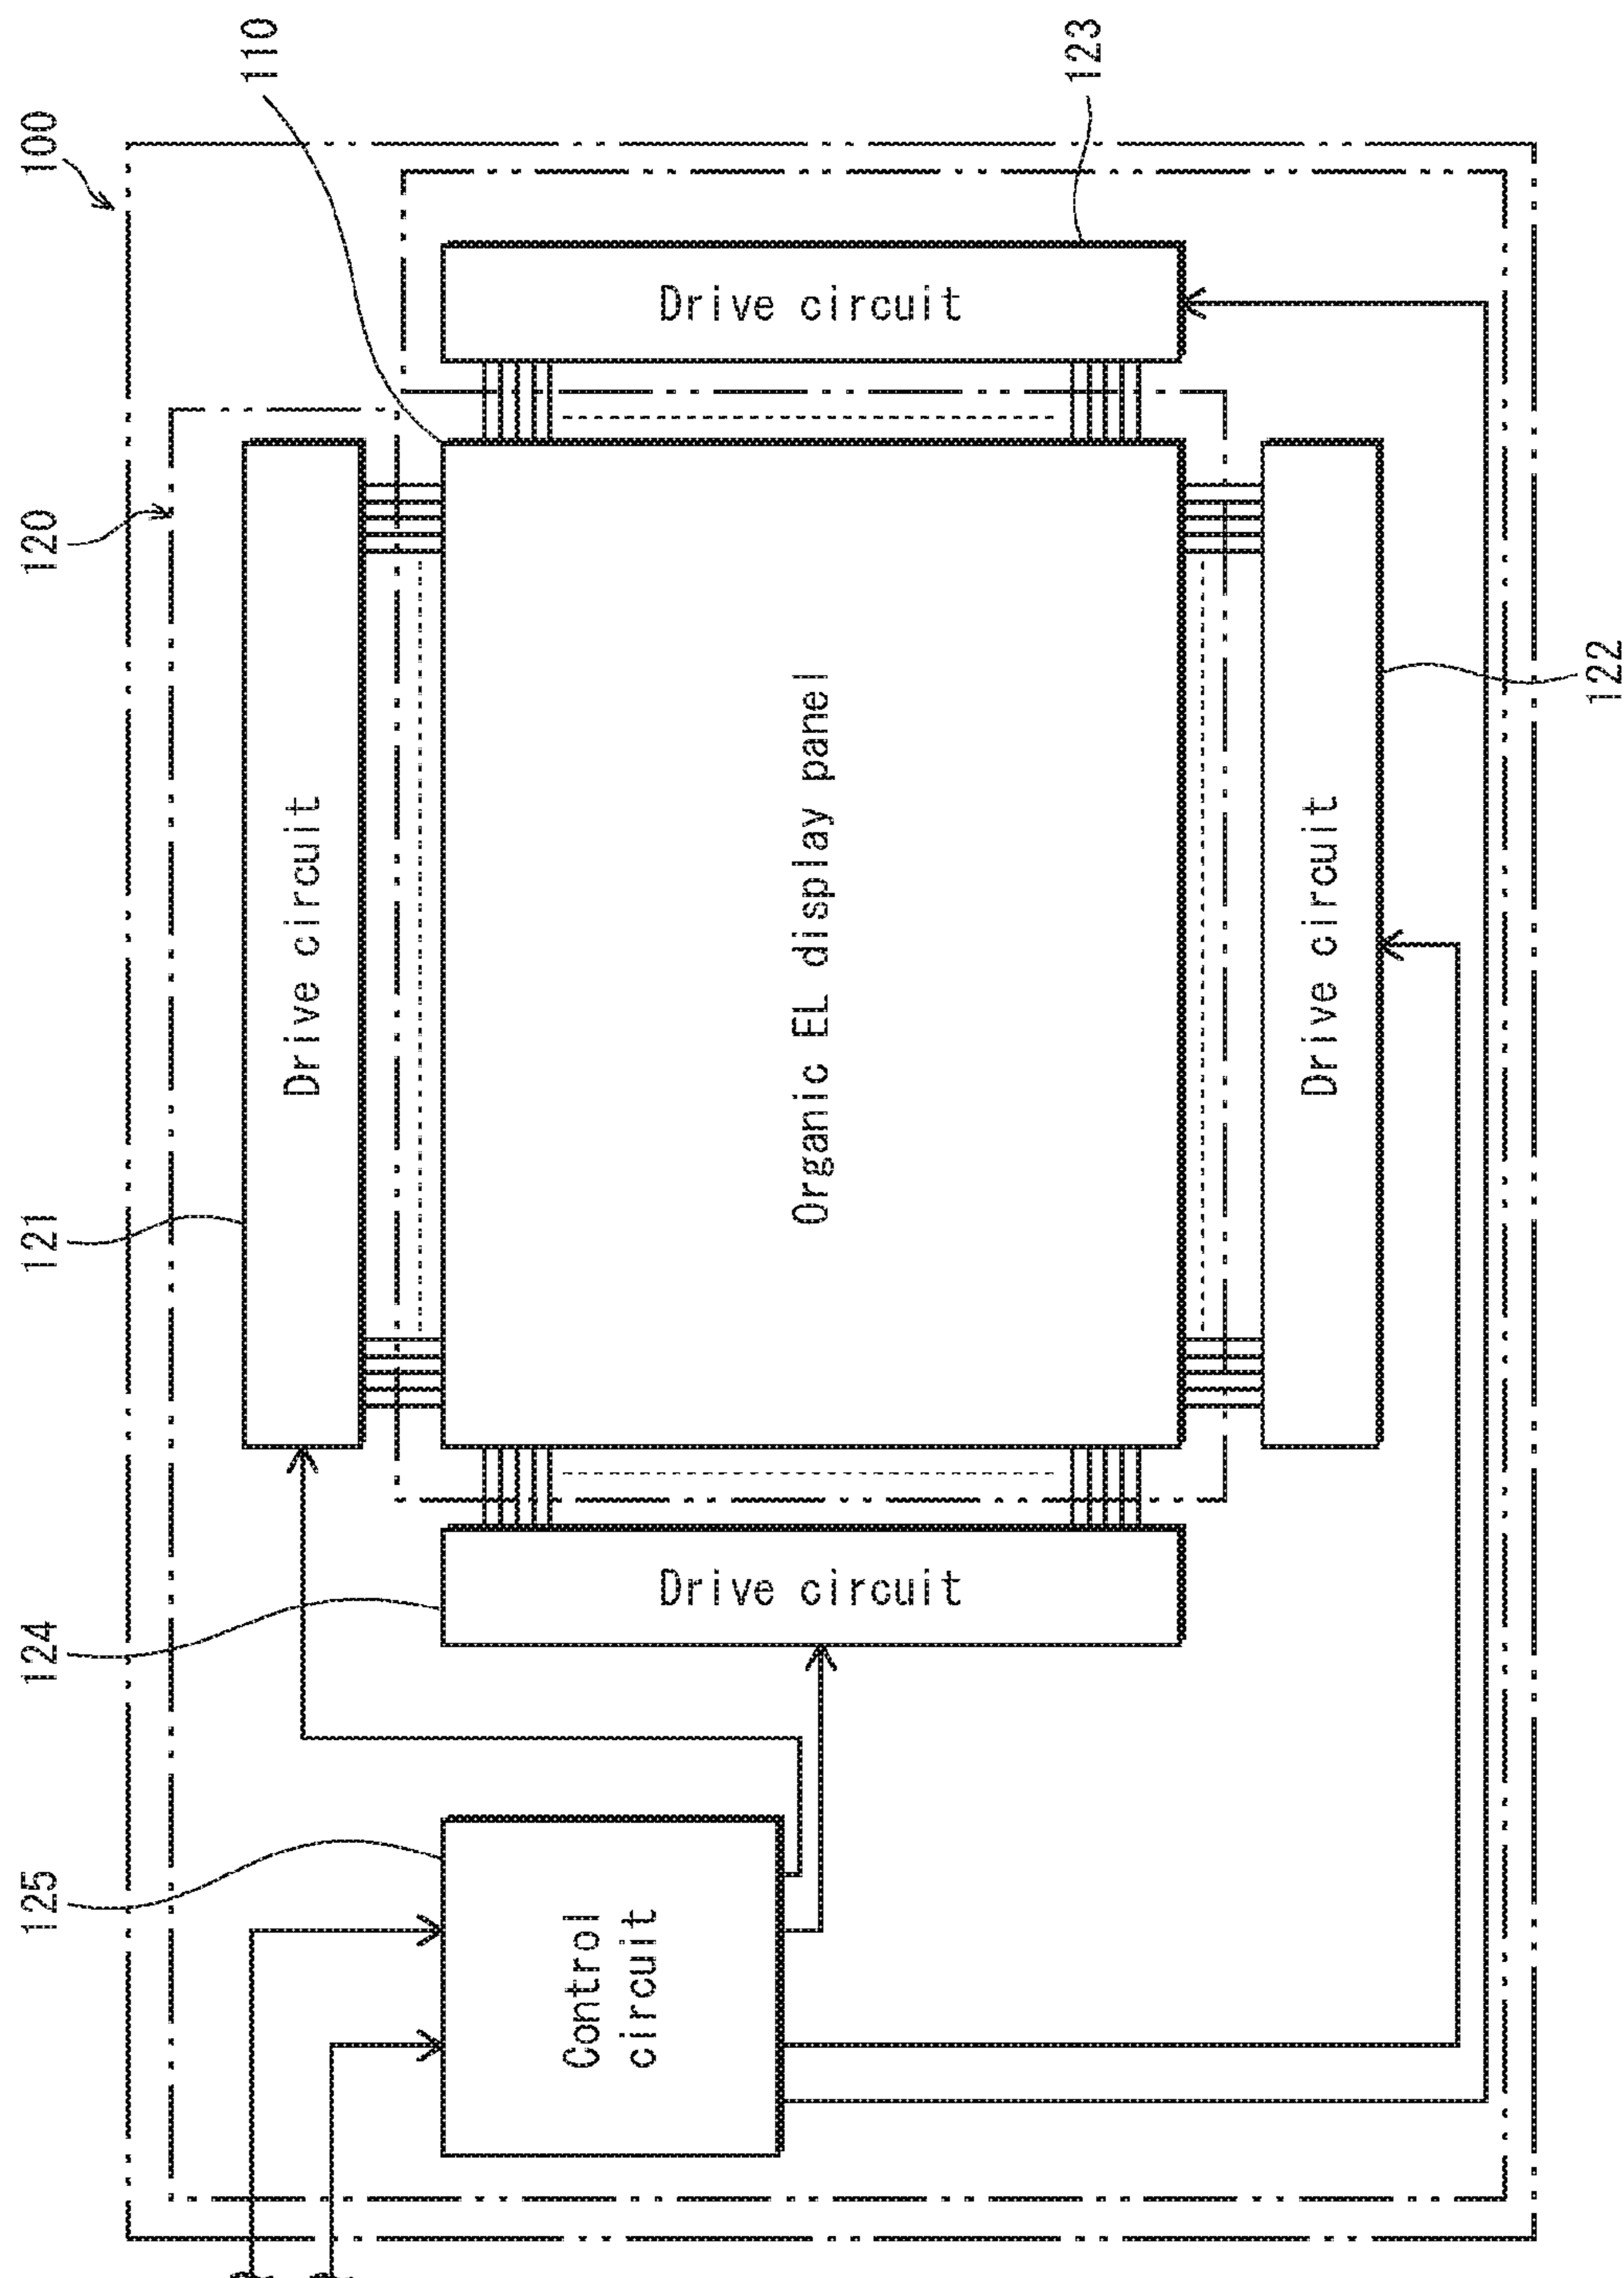 100
110
120
121
122
123
124
125
Drive circuit
Drive circuit
Organic EL display panel
Drive circuit
Drive circuit
Control
circuit